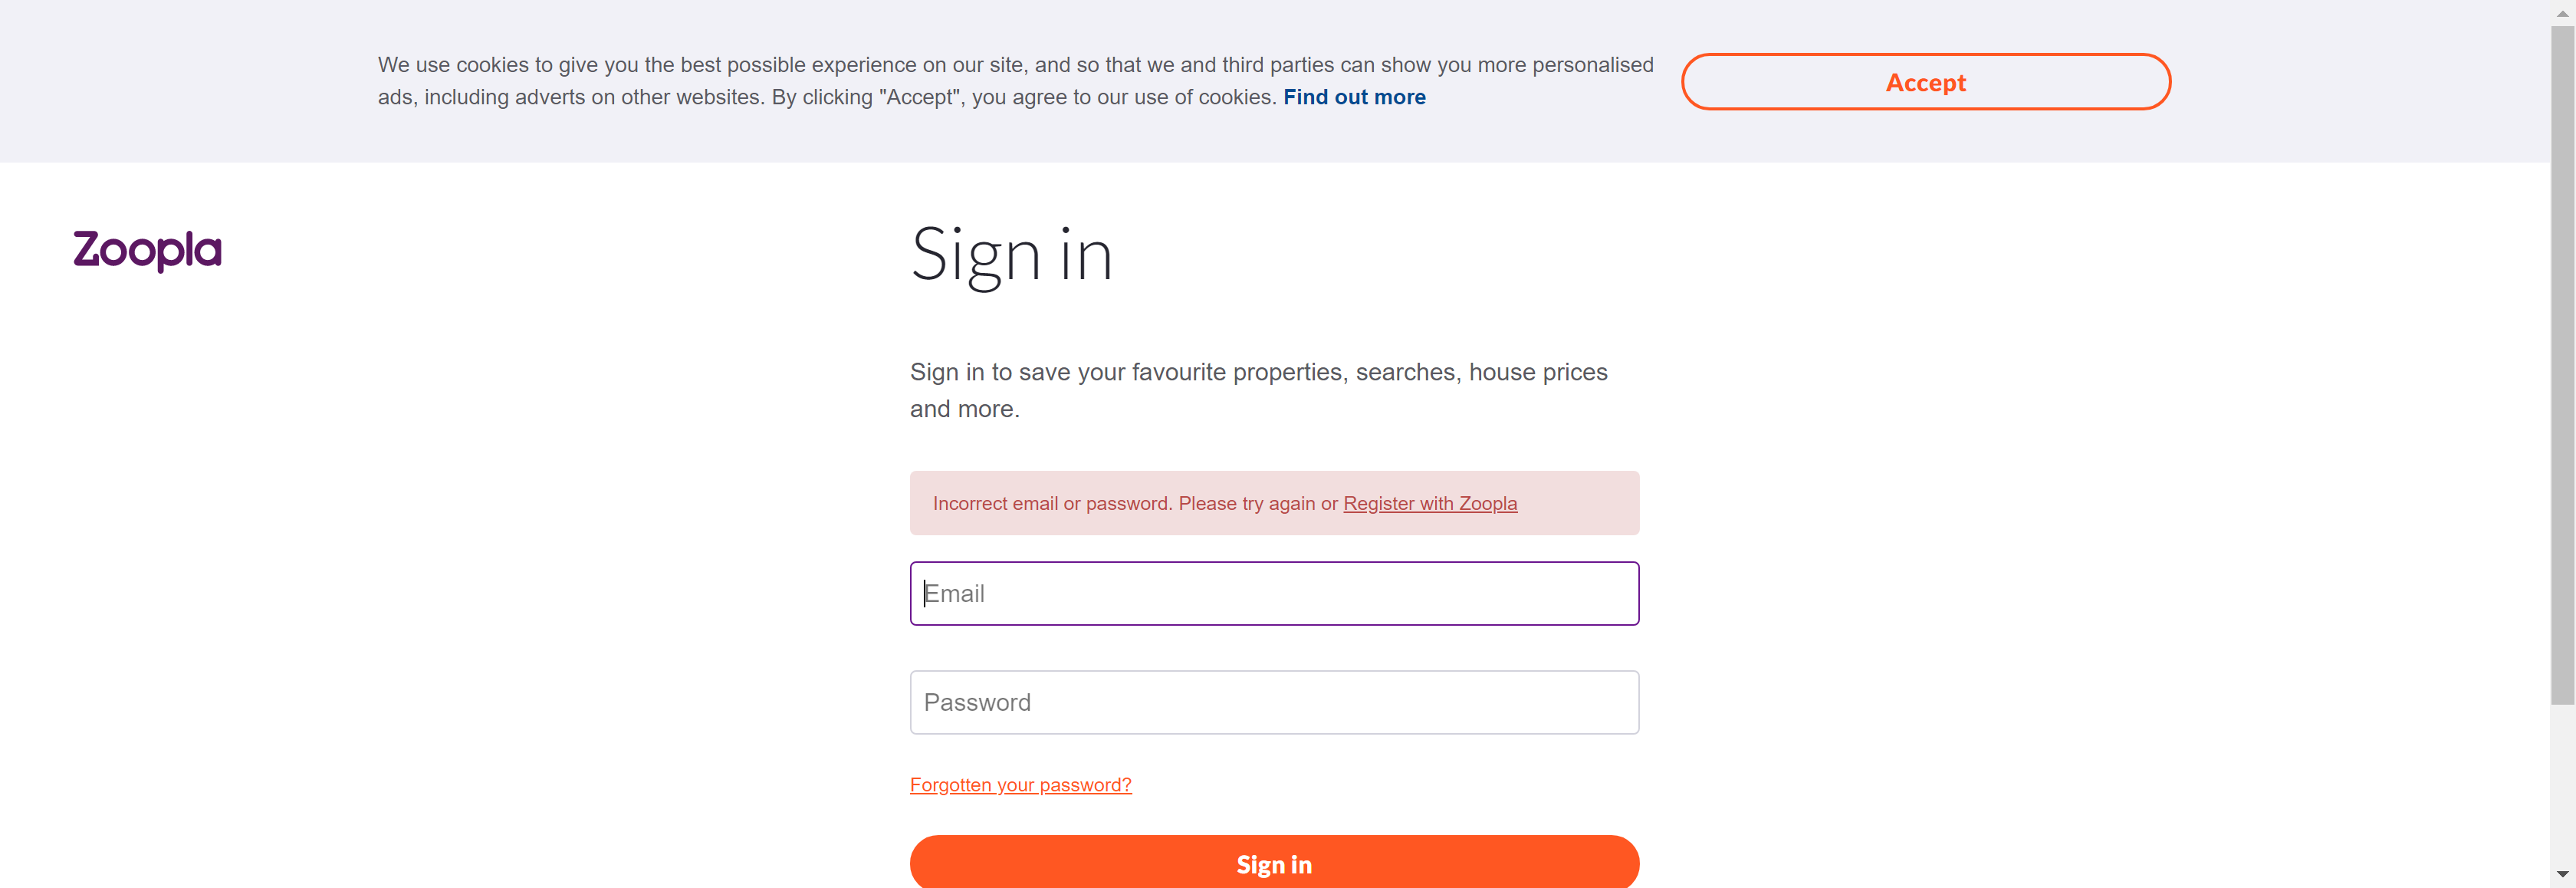 We use cookies to give you the best possible experience on our site, and so that we and third parties can show you more personalised
ads, including adverts on other websites. By clicking "Accept", you agree to our use of cookies. Find out more
Accept
Zoopla
Sign in
Sign in to save your favourite properties, searches, house prices
and more.
Incorrect email or password. Please try again or Register with Zoopla
Email
Password
Forgotten your password?
Sign in